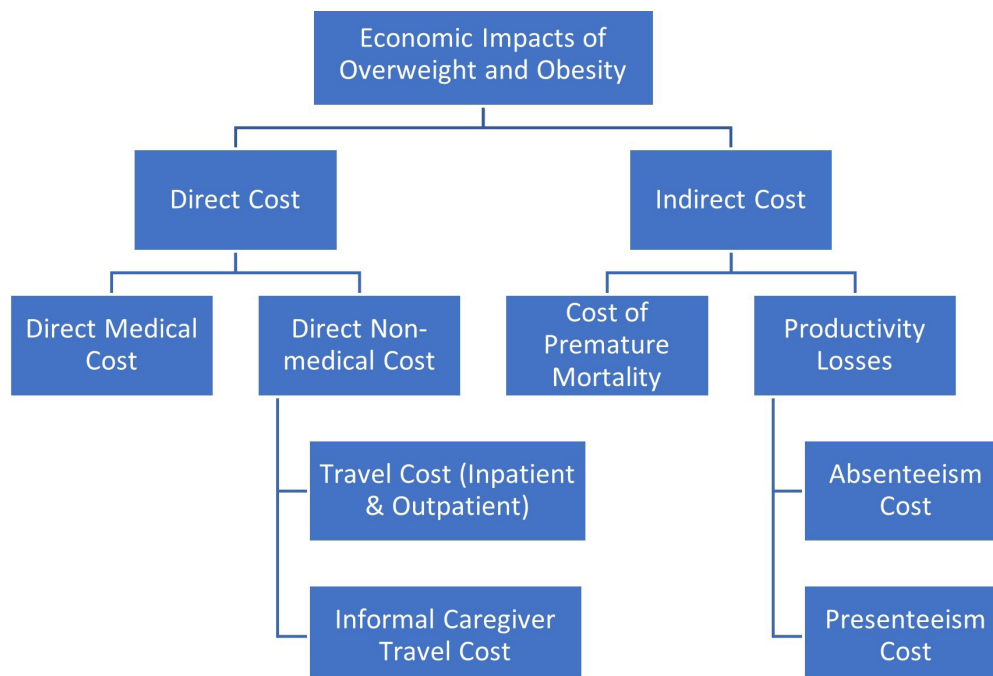 Economic Impacts of
Overweight and Obesity
Direct Cost
Indirect Cost
Direct Medical
Cost
Direct Non-
medical Cost
Cost of
Premature
Mortality
Productivity
Losses
Travel Cost (Inpatient
& Outpatient)
Absenteeism
Cost
Informal Caregiver
Travel Cost
Presenteeism
Cost